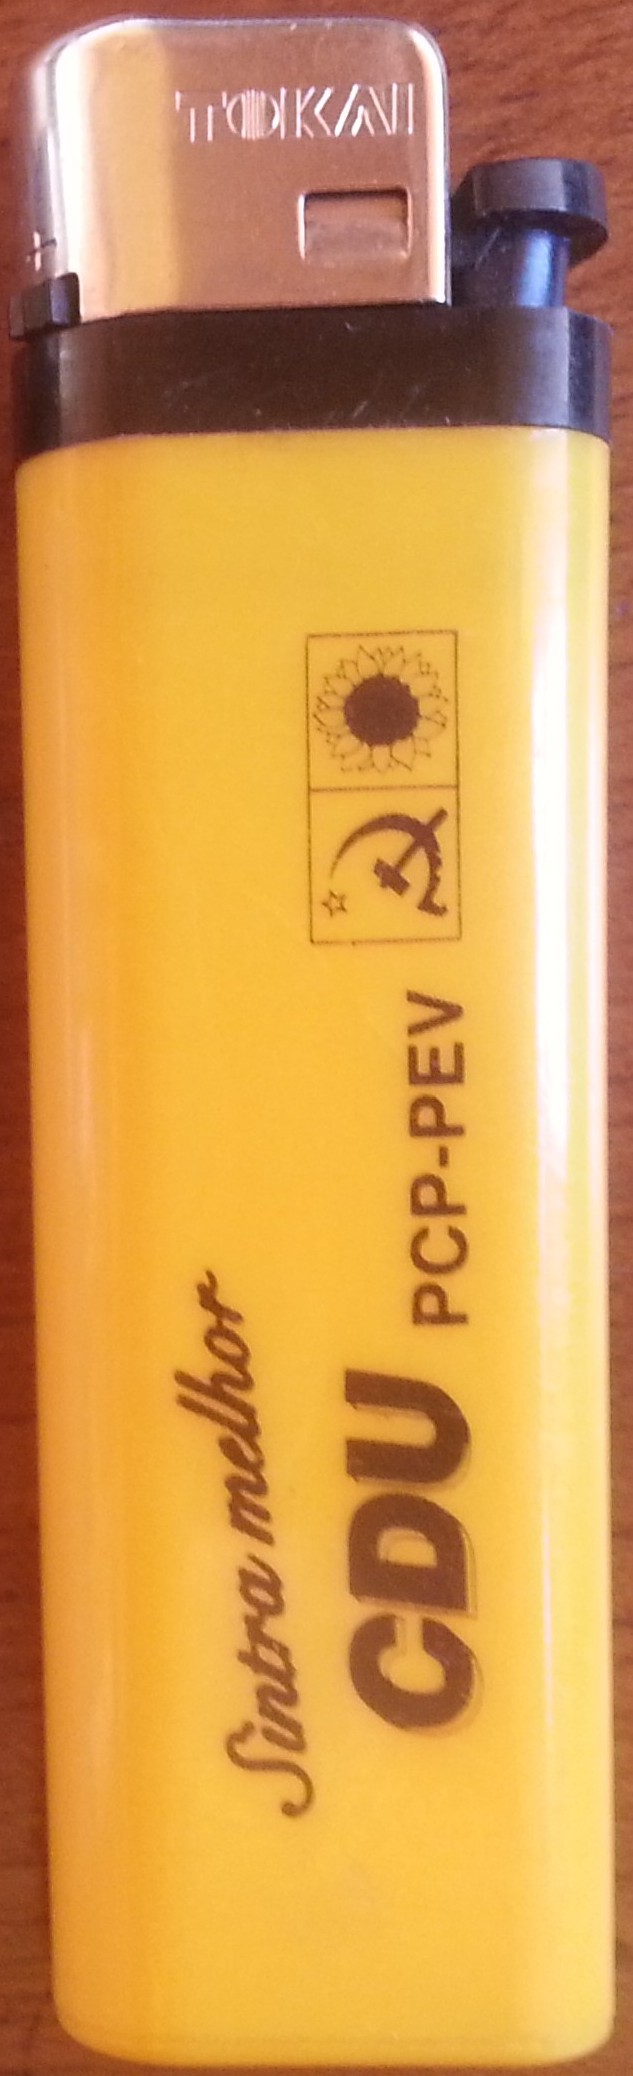 TOKAI
Sintra melhor
CDU PCP-PEV